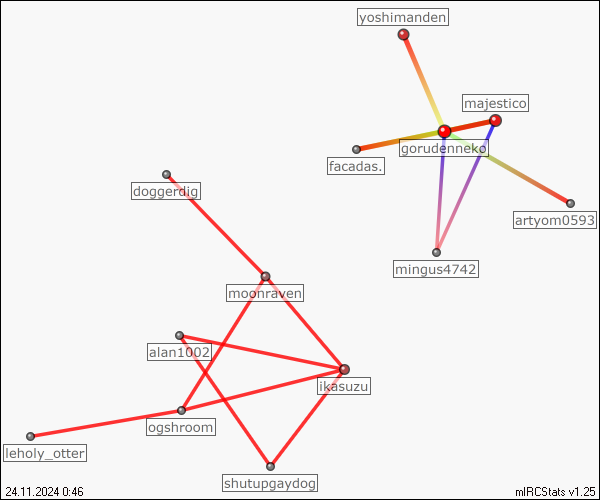 yoshimanden
majestico
gorudenneko
facadas.
doggerdig
artyom0593
mingus4742
moonraven
alan1002
ikasuzu
ogshroom
leholy_otter
shutupgaydog
24.11.2024 0:46
mIRCStats v1.25